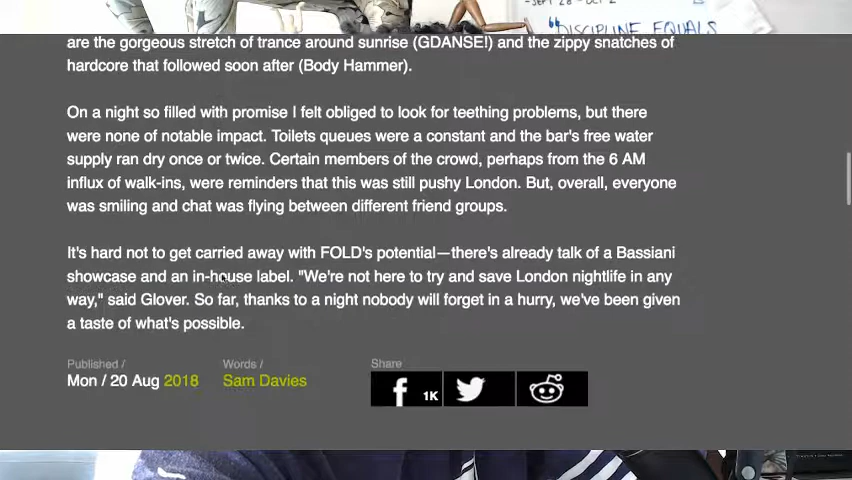 SEPT 28 - OCT 2
"DISCIPLINE EQUALS
are the gorgeous stretch of trance around sunrise (GDANSE!) and the zippy snatches of
hardcore that followed soon after (Body Hammer).
On a night so filled with promise I felt obliged to look for teething problems, but there
were none of notable impact. Toilets queues were a constant and the bar's free water
supply ran dry once or twice. Certain members of the crowd, perhaps from the 6 AM
influx of walk-ins, were reminders that this was still pushy London. But, overall, everyone
was smiling and chat was flying between different friend groups.
It's hard not to get carried away with FOLD's potential—there's already talk of a Bassiani
showcase and an in-house label. "We're not here to try and save London nightlife in any
way," said Glover. So far, thanks to a night nobody will forget in a hurry, we've been given
a taste of what's possible.
Published /
Words /
Share
Mon / 20 Aug 2018
Sam Davies
1K